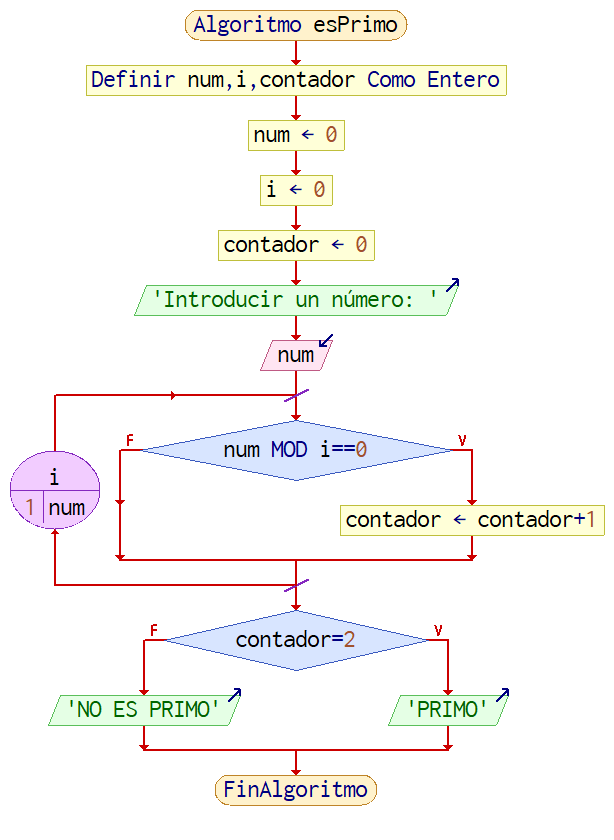 Algoritmo esPrimo
Definir num,i,contador Como Entero
num ← 0
i ← 0
contador ← 0
'Introducir un número: '
num
F
num MOD i==0
V
i
1 num
contador ← contador+1
F
contador=2
V
'NO ES PRIMO'
'PRIMO'
FinAlgoritmo